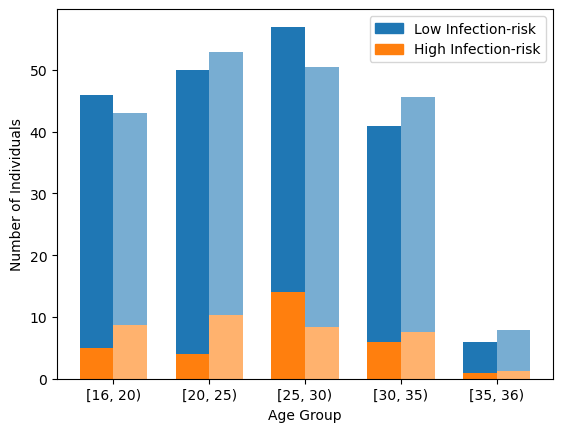 Low Infection-risk
High Infection-risk
Number of Individuals
50
40
30
20
10
0
[16, 20)
[20, 25)
[25, 30)
[30, 35)
[35, 36)
Age Group